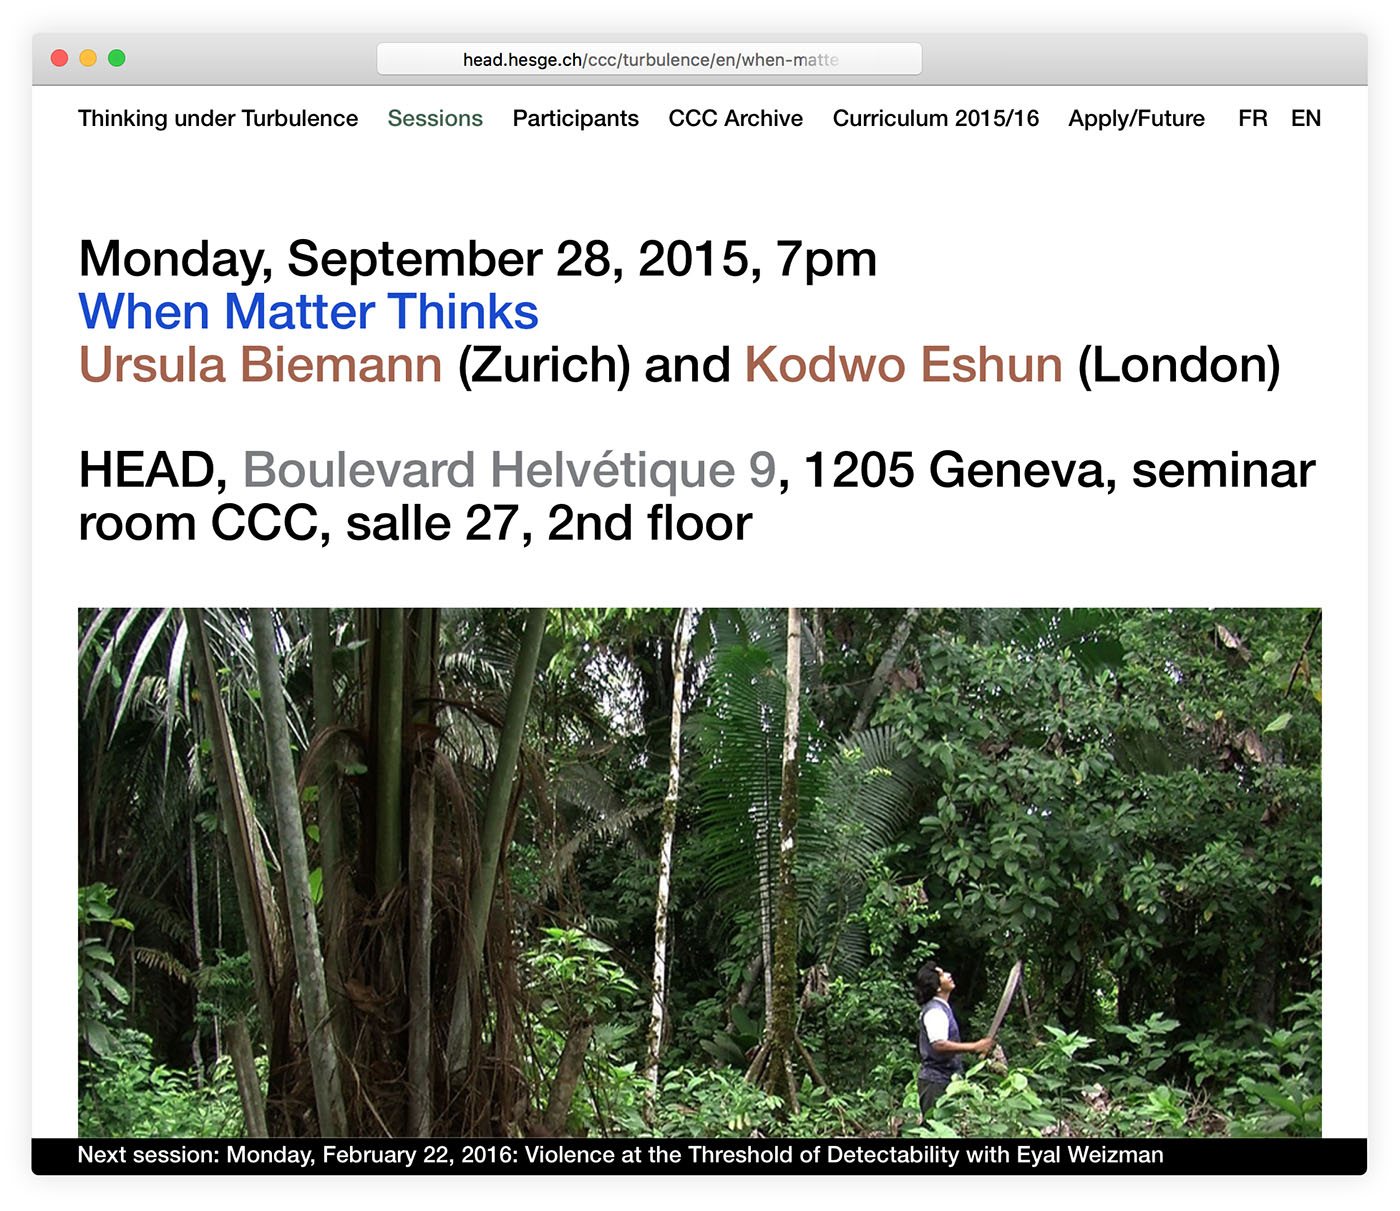 head.hesge.ch/ccc/turbulence/en/when-matte
Thinking under Turbulence Sessions Participants CCC Archive Curriculum 2015/16 Apply/Future FR EN
Monday, September 28, 2015, 7pm
When Matter Thinks
Ursula Biemann (Zurich) and Kodwo Eshun (London)
HEAD, Boulevard Helvétique 9, 1205 Geneva, seminar
room CCC, salle 27, 2nd floor
Next session: Monday, February 22, 2016: Violence at the Threshold of Detectability with Eyal Weizman